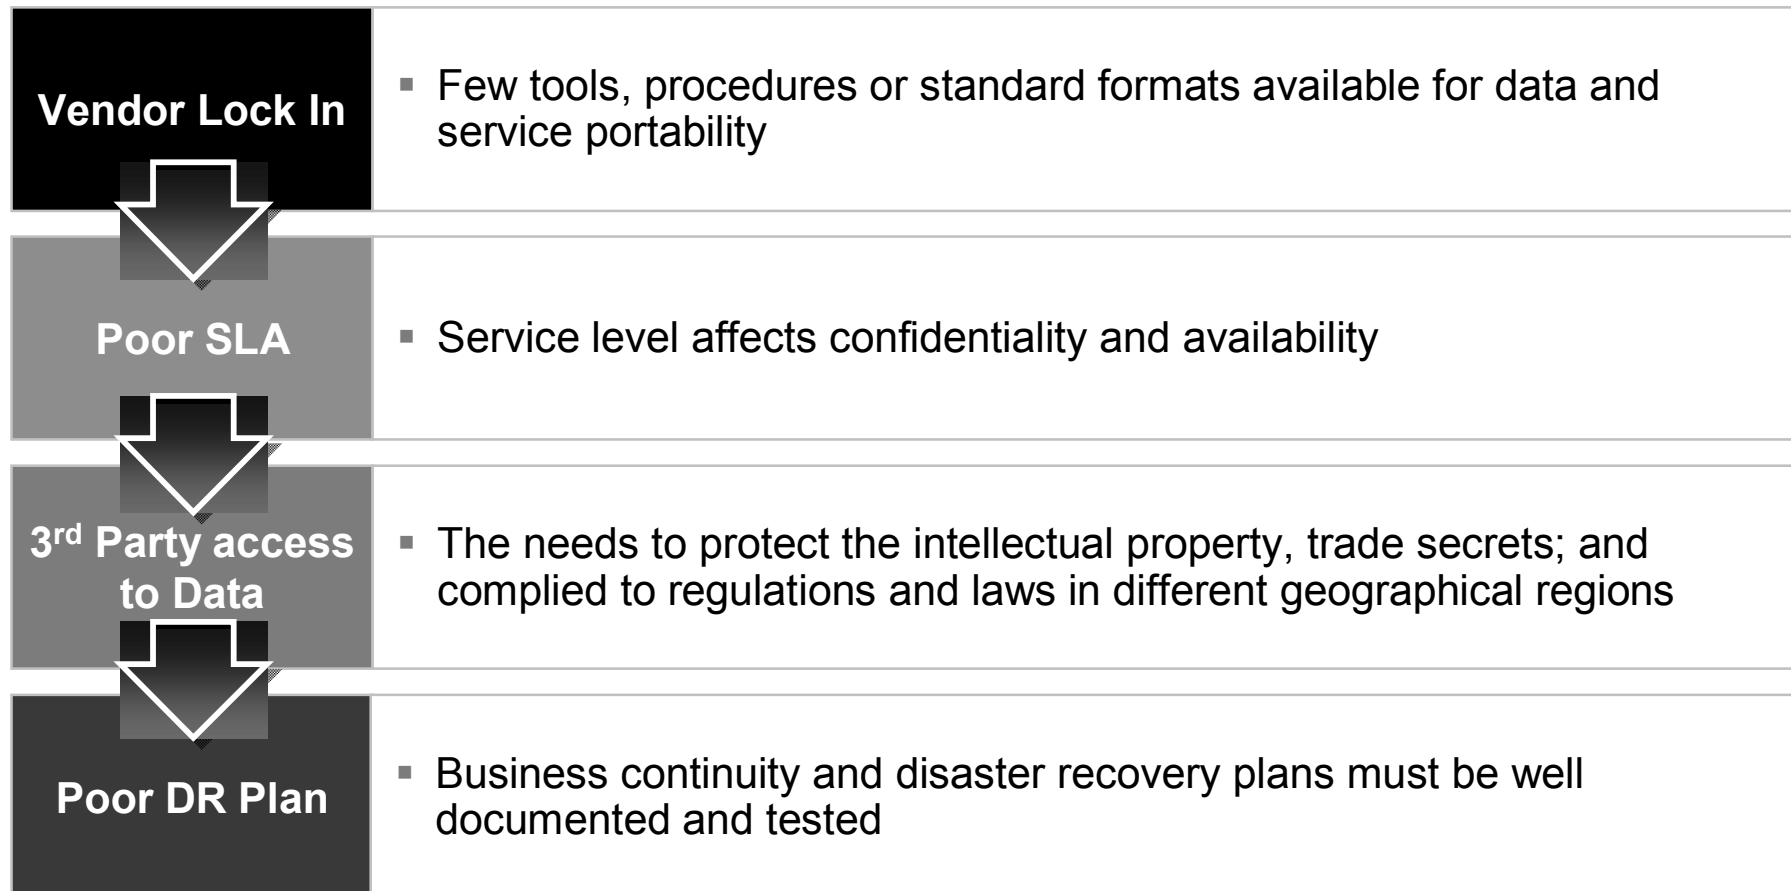 Vendor Lock In
▪ Few tools, procedures or standard formats available for data and
service portability
Poor SLA
▪ Service level affects confidentiality and availability
3rd Party access
to Data
▪ The needs to protect the intellectual property, trade secrets; and
complied to regulations and laws in different geographical regions
Poor DR Plan
▪ Business continuity and disaster recovery plans must be well
documented and tested